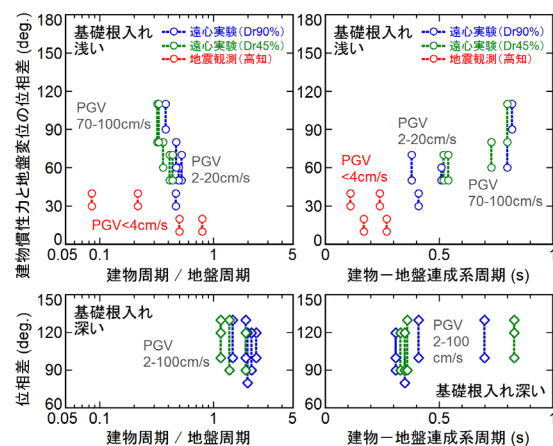 180
150
120
90
60
30
0
建物慣性力と地盤変位の位相差 (deg.)
基礎根入れ
浅い
遠心実験(Dr90%)
遠心実験(Dr45%)
地震観測(高知)
PGV
70-100cm/s
PGV
2-20cm/s
PGV<4cm/s
0.05 0.1 1 5
建物周期 / 地盤周期
基礎根入れ
浅い
遠心実験(Dr90%)
遠心実験(Dr45%)
地震観測(高知)
PGV
2-20cm/s
PGV
<4cm/s
PGV
70-100cm/s
0 0.5 1
建物－地盤連成系周期 (s)
150
120
90
60
位相差 (deg.)
基礎根入れ
深い
PGV
2-100cm/s
0.05 0.1 1 5
建物周期 / 地盤周期
PGV
2-100
cm/s
基礎根入れ深い
0 0.5 1
建物－地盤連成系周期 (s)